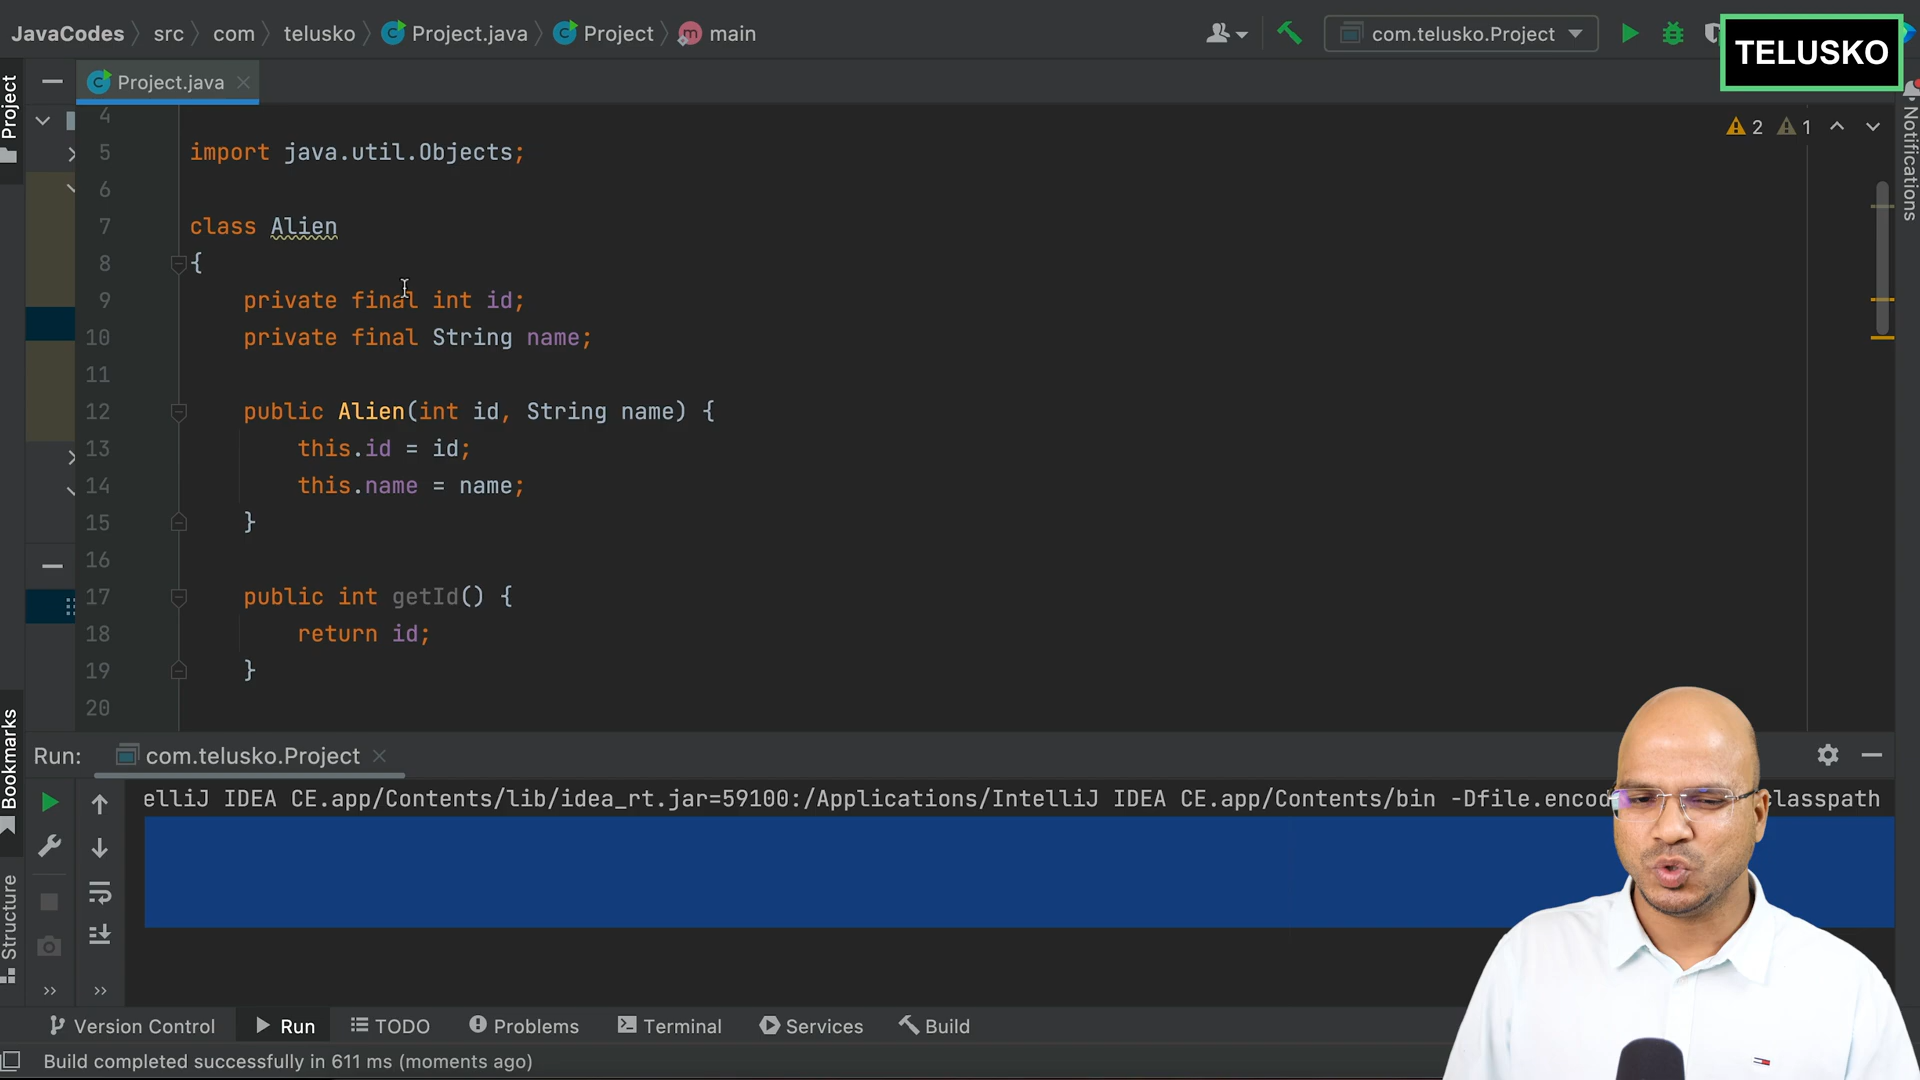 JavaCodes src com telusko Project.java Project main
com.telusko.Project
TELUSKO
Project
Project.java
2 1
Notifications
4
5 import java.util.Objects;
6
7 class Alien
8 {
9 private final int id;
10 private final String name;
11
12 public Alien(int id, String name) {
13 this.id = id;
14 this.name = name;
15 }
16
17 public int getId() {
18 return id;
19 }
20
Bookmarks
Structure
Run: com.telusko.Project
elliJ IDEA CE.app/Contents/lib/idea_rt.jar=59100:/Applications/IntelliJ IDEA CE.app/Contents/bin -Dfile.encod lasspath
Version Control Run TODO Problems Terminal Services Build
Build completed successfully in 611 ms (moments ago)